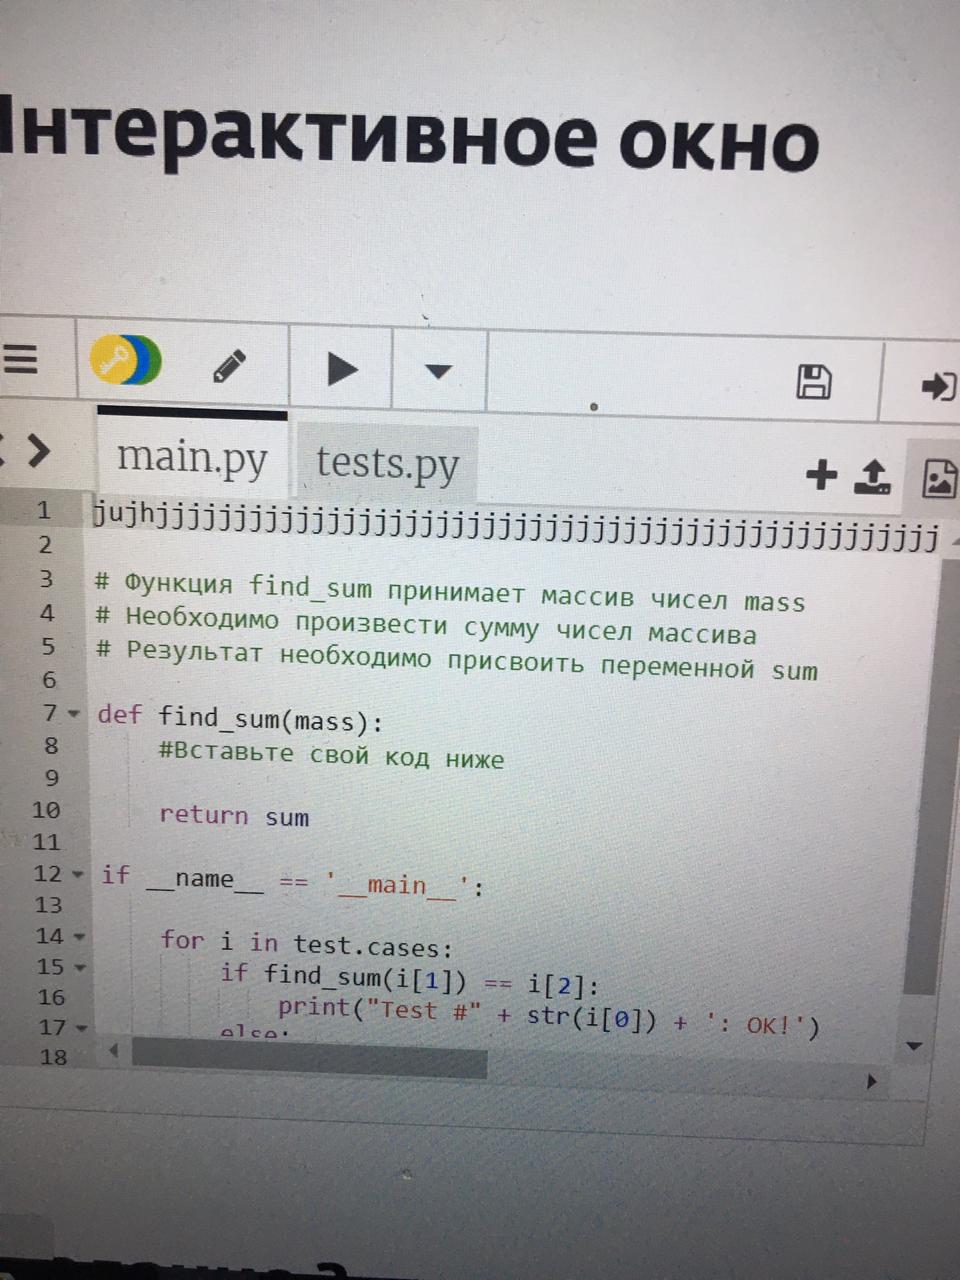 Интерактивное окно
main.py
tests.py
1 jujhjjjjjjjjjjjjjjjjjjjjjjjjjjjjjjjjjjjjjjjjjjjjjjjjjjj
2
3 # Функция find_sum принимает массив чисел mass
4 # Необходимо произвести сумму чисел массива
5 # Результат необходимо присвоить переменной sum
6
7 def find_sum(mass):
8 #Вставьте свой код ниже
9
10 return sum
11
12 if __name__ == '__main__':
13
14 for i in test.cases:
15 if find_sum(i[1]) == i[2]:
16 print("Test #" + str(i[0]) + ': OK!')
17 else:
18